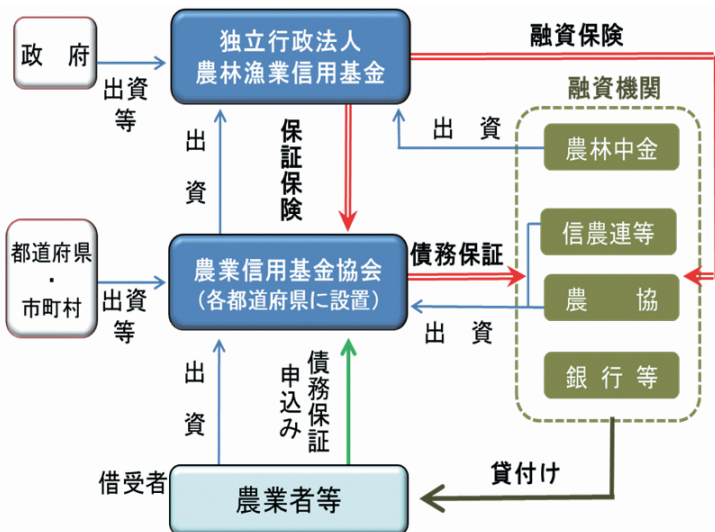 政　府
出資
等
独立行政法人
農林漁業信用基金
融資保険
融資機関
出　資
農林中金
出
資
保証保険
都道府県
・
市町村
出資
等
農業信用基金協会
（各都道府県に設置）
債務保証
信農連等
農　協
出　資
銀 行 等
出
資
債務保証
申込み
借受者
農業者等
貸付け